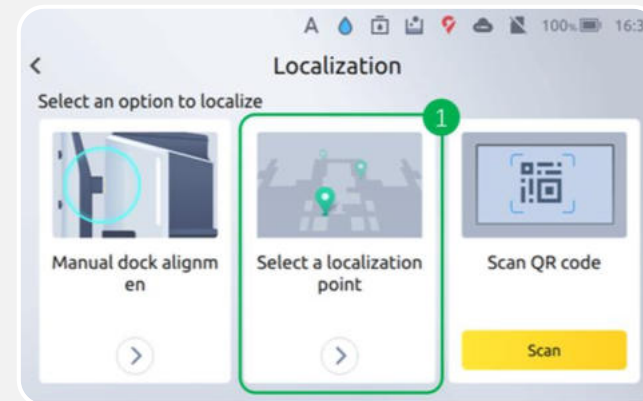 A 100% 16:3
Localization
Select an option to localize
1
Manual dock alignm
en
Select a localization
point
Scan QR code
Scan